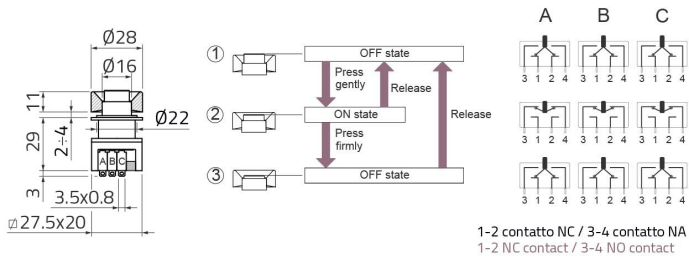 Ø28
Ø16
11
29
2÷4
Ø22
A B C
3
3.5x0.8
⌷27.5x20
1
OFF state
Press
gently
Release
2
ON state
Release
Press
firmly
3
OFF state
A B C
3 1 2 4 3 1 2 4 3 1 2 4
3 1 2 4 3 1 2 4 3 1 2 4
3 1 2 4 3 1 2 4 3 1 2 4
1-2 contatto NC / 3-4 contatto NA
1-2 NC contact / 3-4 NO contact